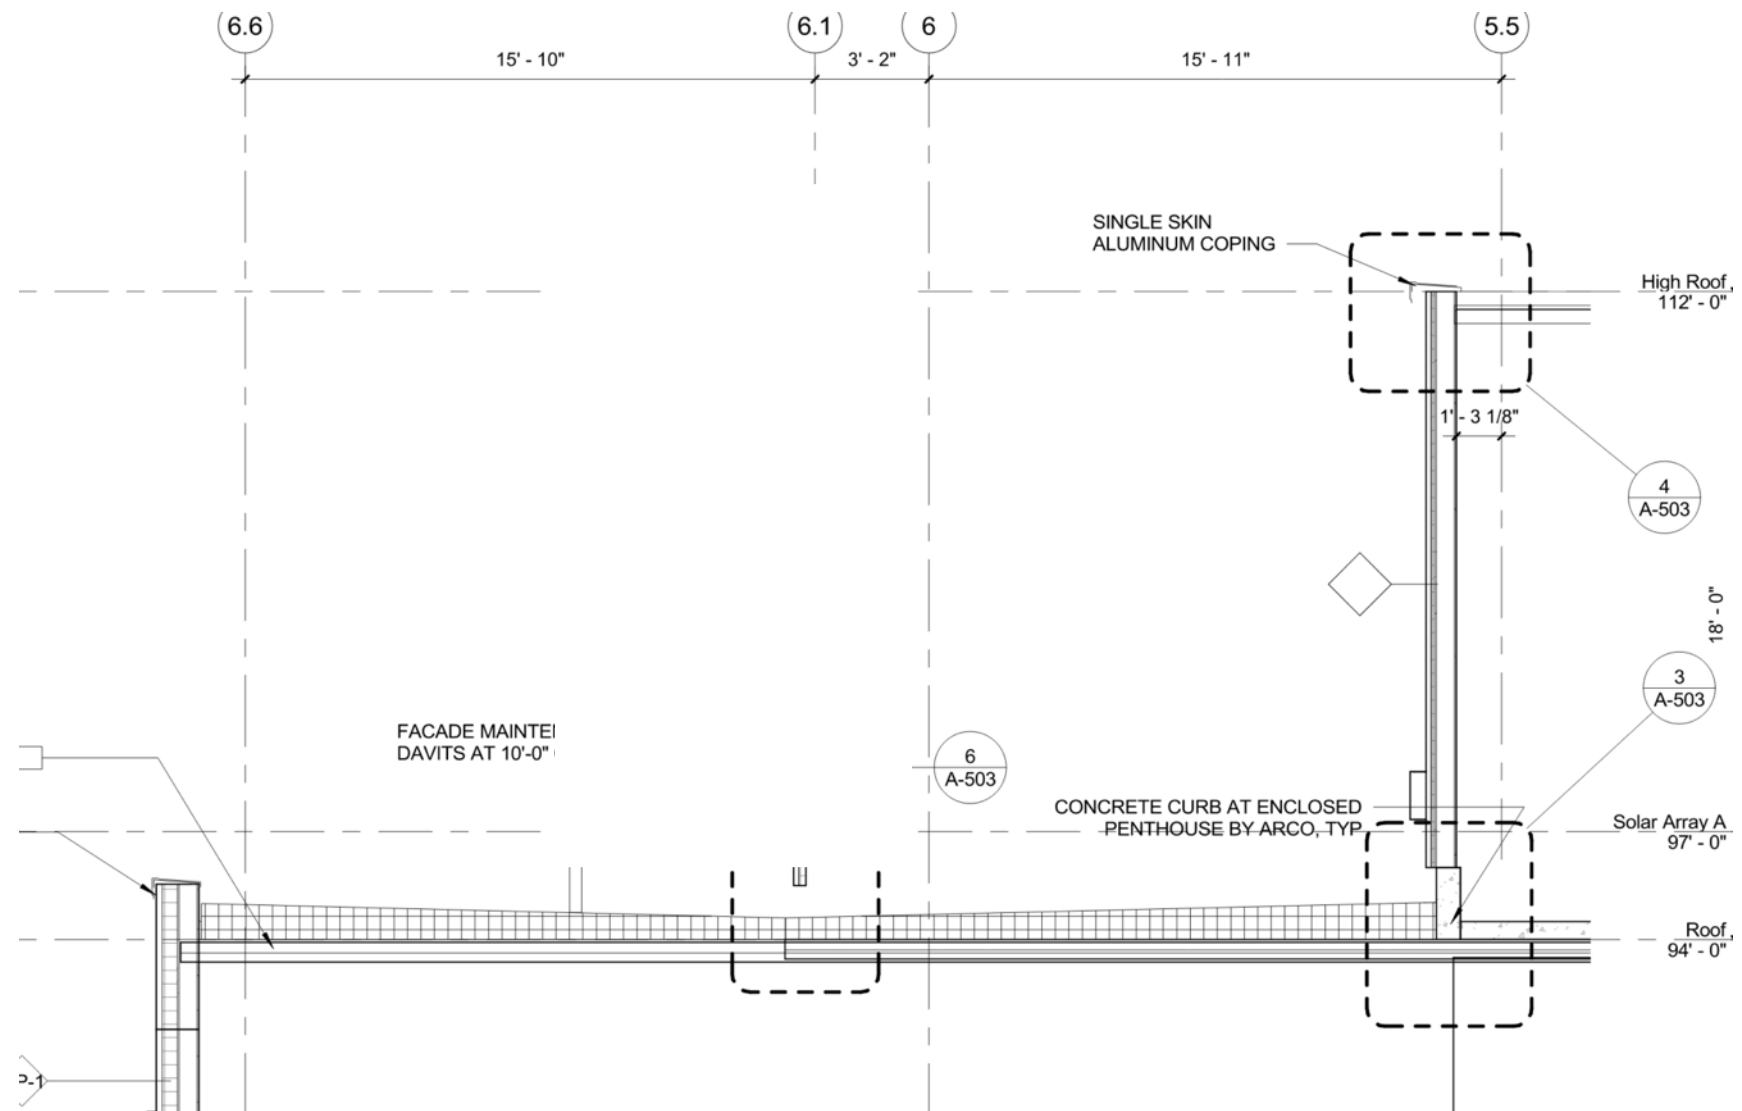 6.6
6.1
6
5.5
15' - 10"
3' - 2"
15' - 11"
SINGLE SKIN
ALUMINUM COPING
High Roof
112' - 0"
1' - 3 1/8"
4
A-503
18' - 0"
3
A-503
FACADE
DAVITS AT 10'-0"
6
A-503
CONCRETE CURB AT ENCLOSED
PENTHOUSE BY ARCO, TYP
Solar Array A
97' - 0"
Roof
94' - 0"
P-1